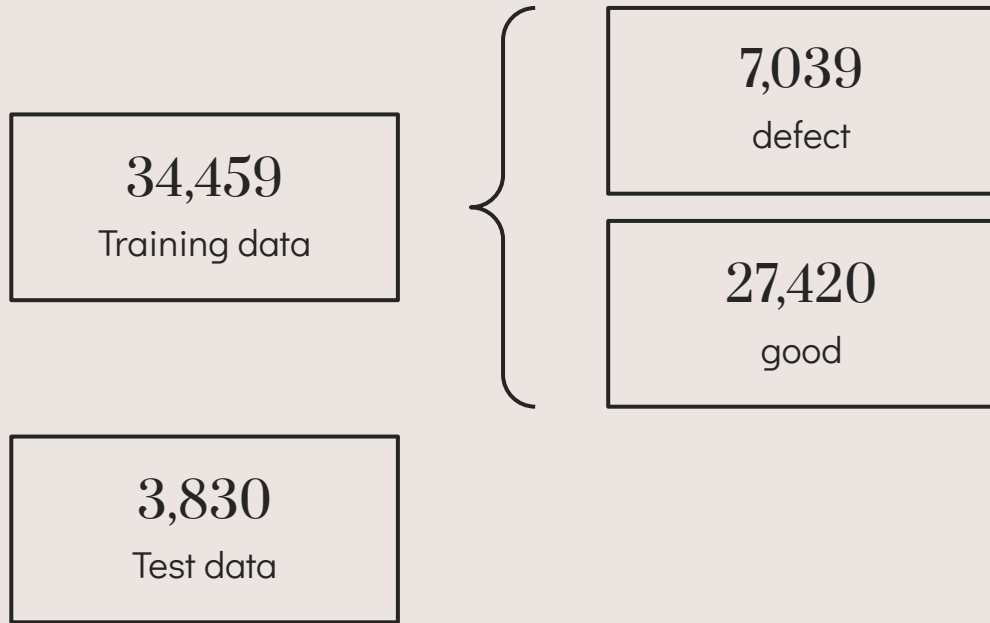 34,459
Training data
7,039
defect
27,420
good
3,830
Test data